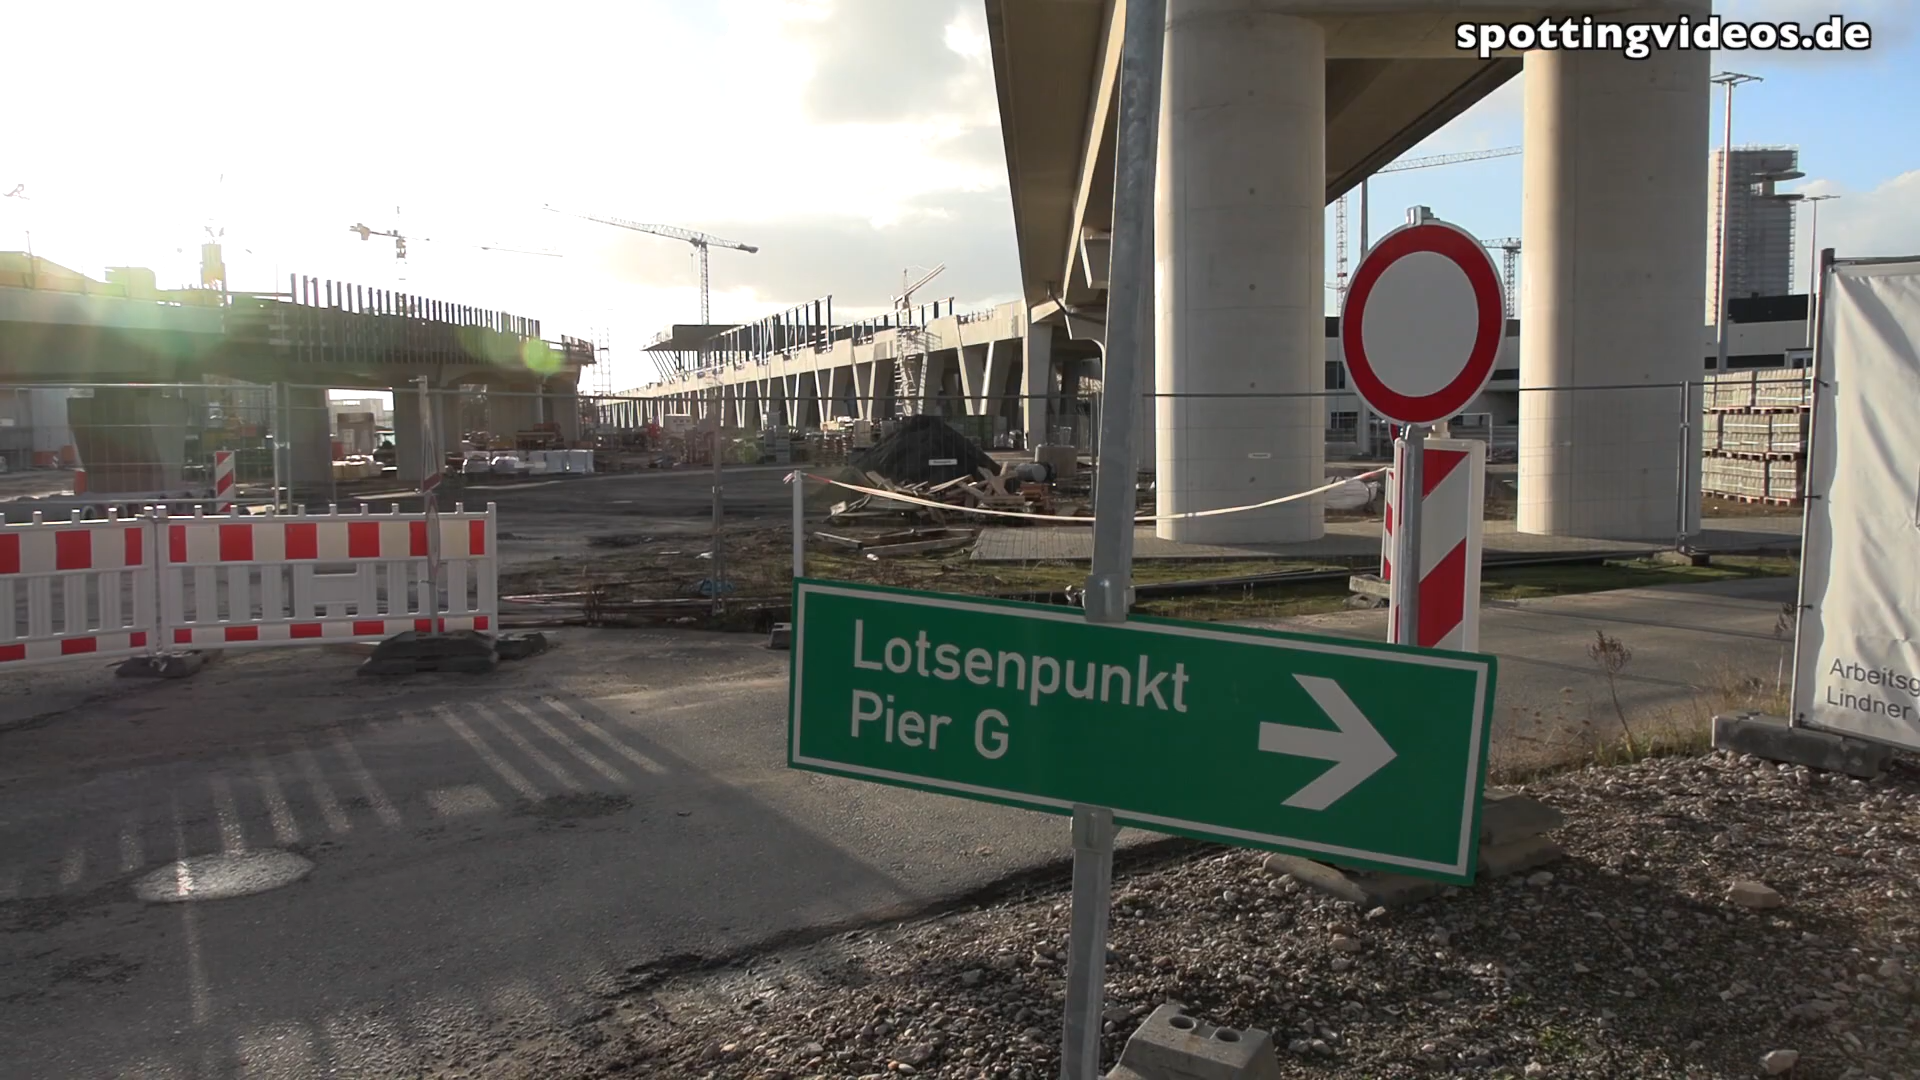 spottingvideos.de
Lotsenpunkt
Pier G
Arbeitsg
Lindner